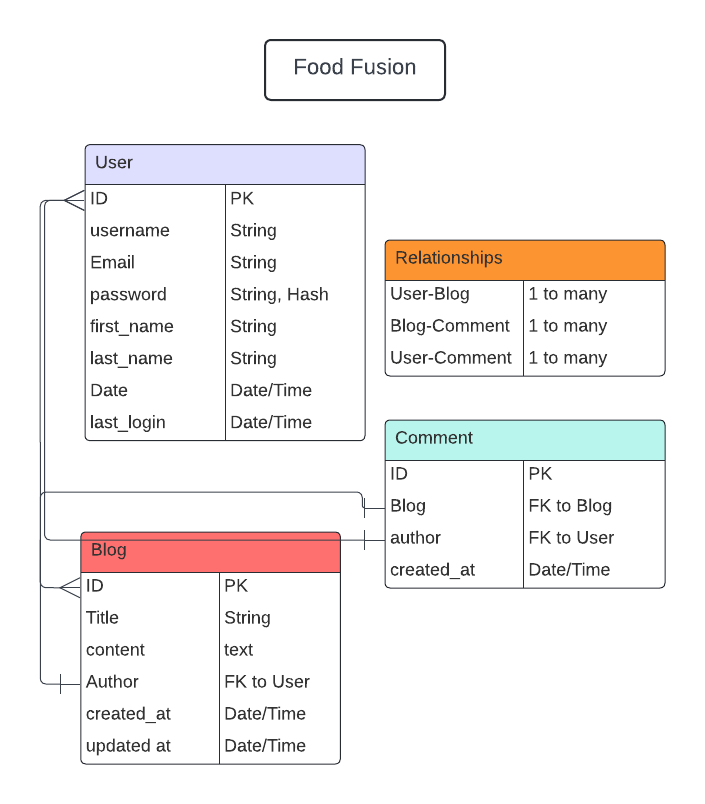 Food Fusion
User
ID PK
username String
Email String
password String, Hash
first_name String
last_name String
Date Date/Time
last_login Date/Time
Relationships
User-Blog 1 to many
Blog-Comment 1 to many
User-Comment 1 to many
Comment
ID PK
Blog FK to Blog
author FK to User
created_at Date/Time
Blog
ID PK
Title String
content text
Author FK to User
created_at Date/Time
updated at Date/Time